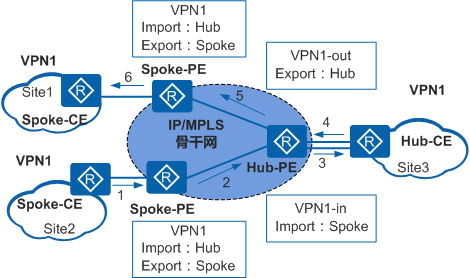 VPN1
Import：Hub
Export：Spoke
VPN1-out
Export：Hub
VPN1
Site1
R
Spoke-CE
6
Spoke-PE
R
5
IP/MPLS
骨干网
R
Hub-PE
4
3
VPN1
R
Hub-CE
Site3
VPN1
R
Spoke-CE
Site2
1
R
Spoke-PE
2
VPN1-in
Import：Spoke
VPN1
Import：Hub
Export：Spoke